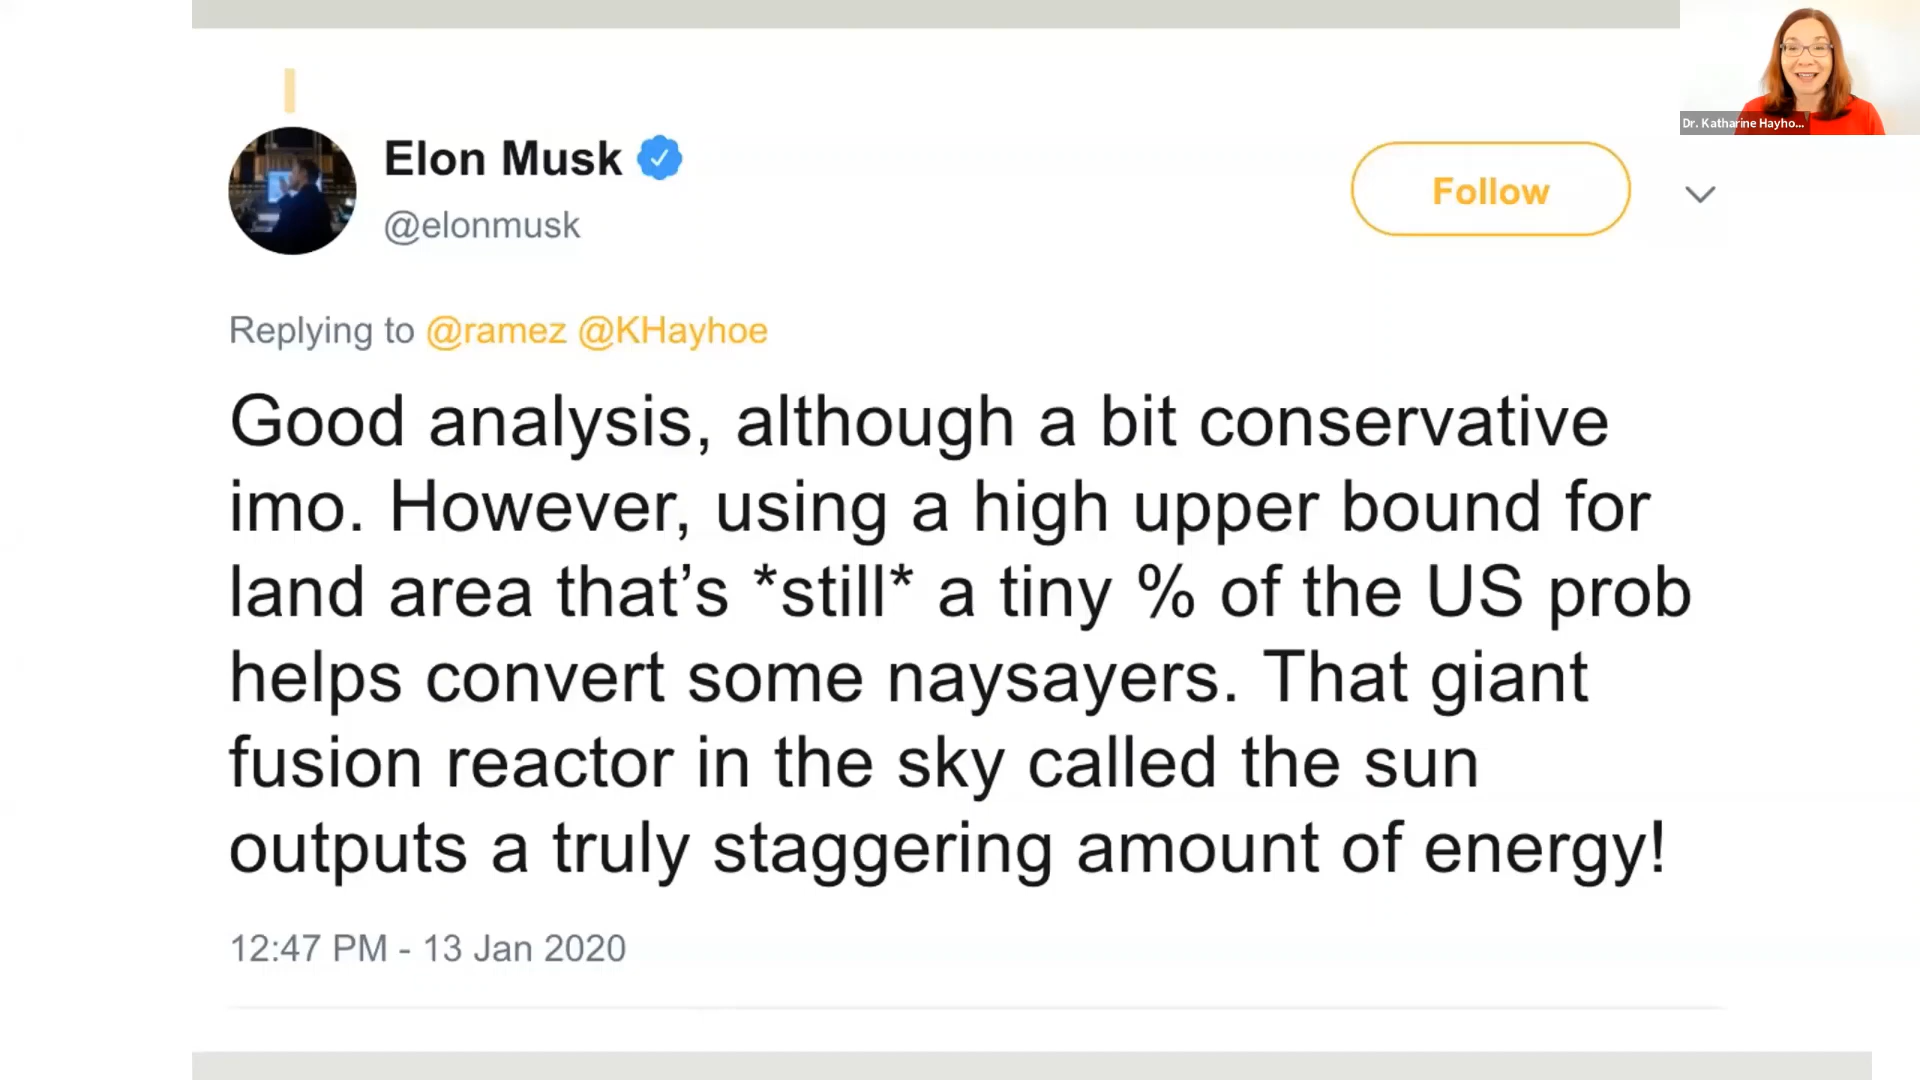 Dr. Katharine Hayho...
Elon Musk
@elonmusk
Follow
Replying to @ramez @KHayhoe
Good analysis, although a bit conservative
imo. However, using a high upper bound for
land area that’s *still* a tiny % of the US prob
helps convert some naysayers. That giant
fusion reactor in the sky called the sun
outputs a truly staggering amount of energy!
12:47 PM - 13 Jan 2020